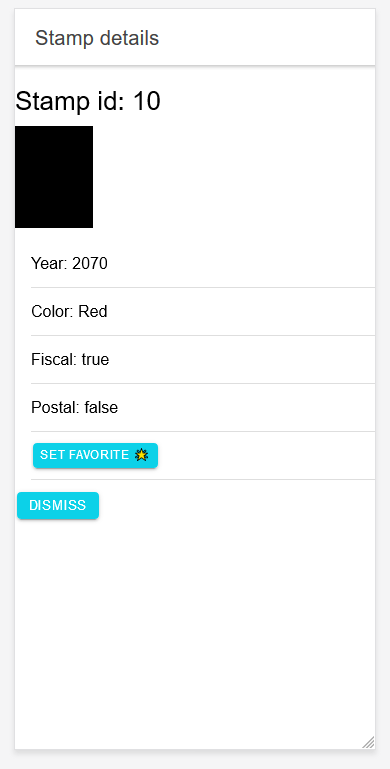 Stamp details
Stamp id: 10
Year: 2070
Color: Red
Fiscal: true
Postal: false
SET FAVORITE 🌟
DISMISS